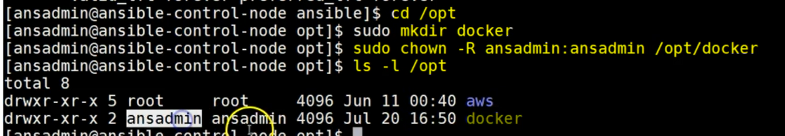 [ansadmin@ansible-control-node ansible]$ cd /opt
[ansadmin@ansible-control-node opt]$ sudo mkdir docker
[ansadmin@ansible-control-node opt]$ sudo chown -R ansadmin:ansadmin /opt/docker
[ansadmin@ansible-control-node opt]$ ls -l /opt
total 8
drwxr-xr-x 5 root     root     4096 Jun 11 00:40 aws
drwxr-xr-x 2 ansadmin ansadmin 4096 Jul 20 16:50 docker
[ansadmin@ansible-control-node opt]$